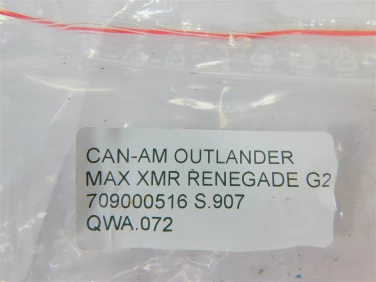 CAN-AM OUTLANDER
MAX XMR RENEGADE G2
709000516 S.907
QWA.072